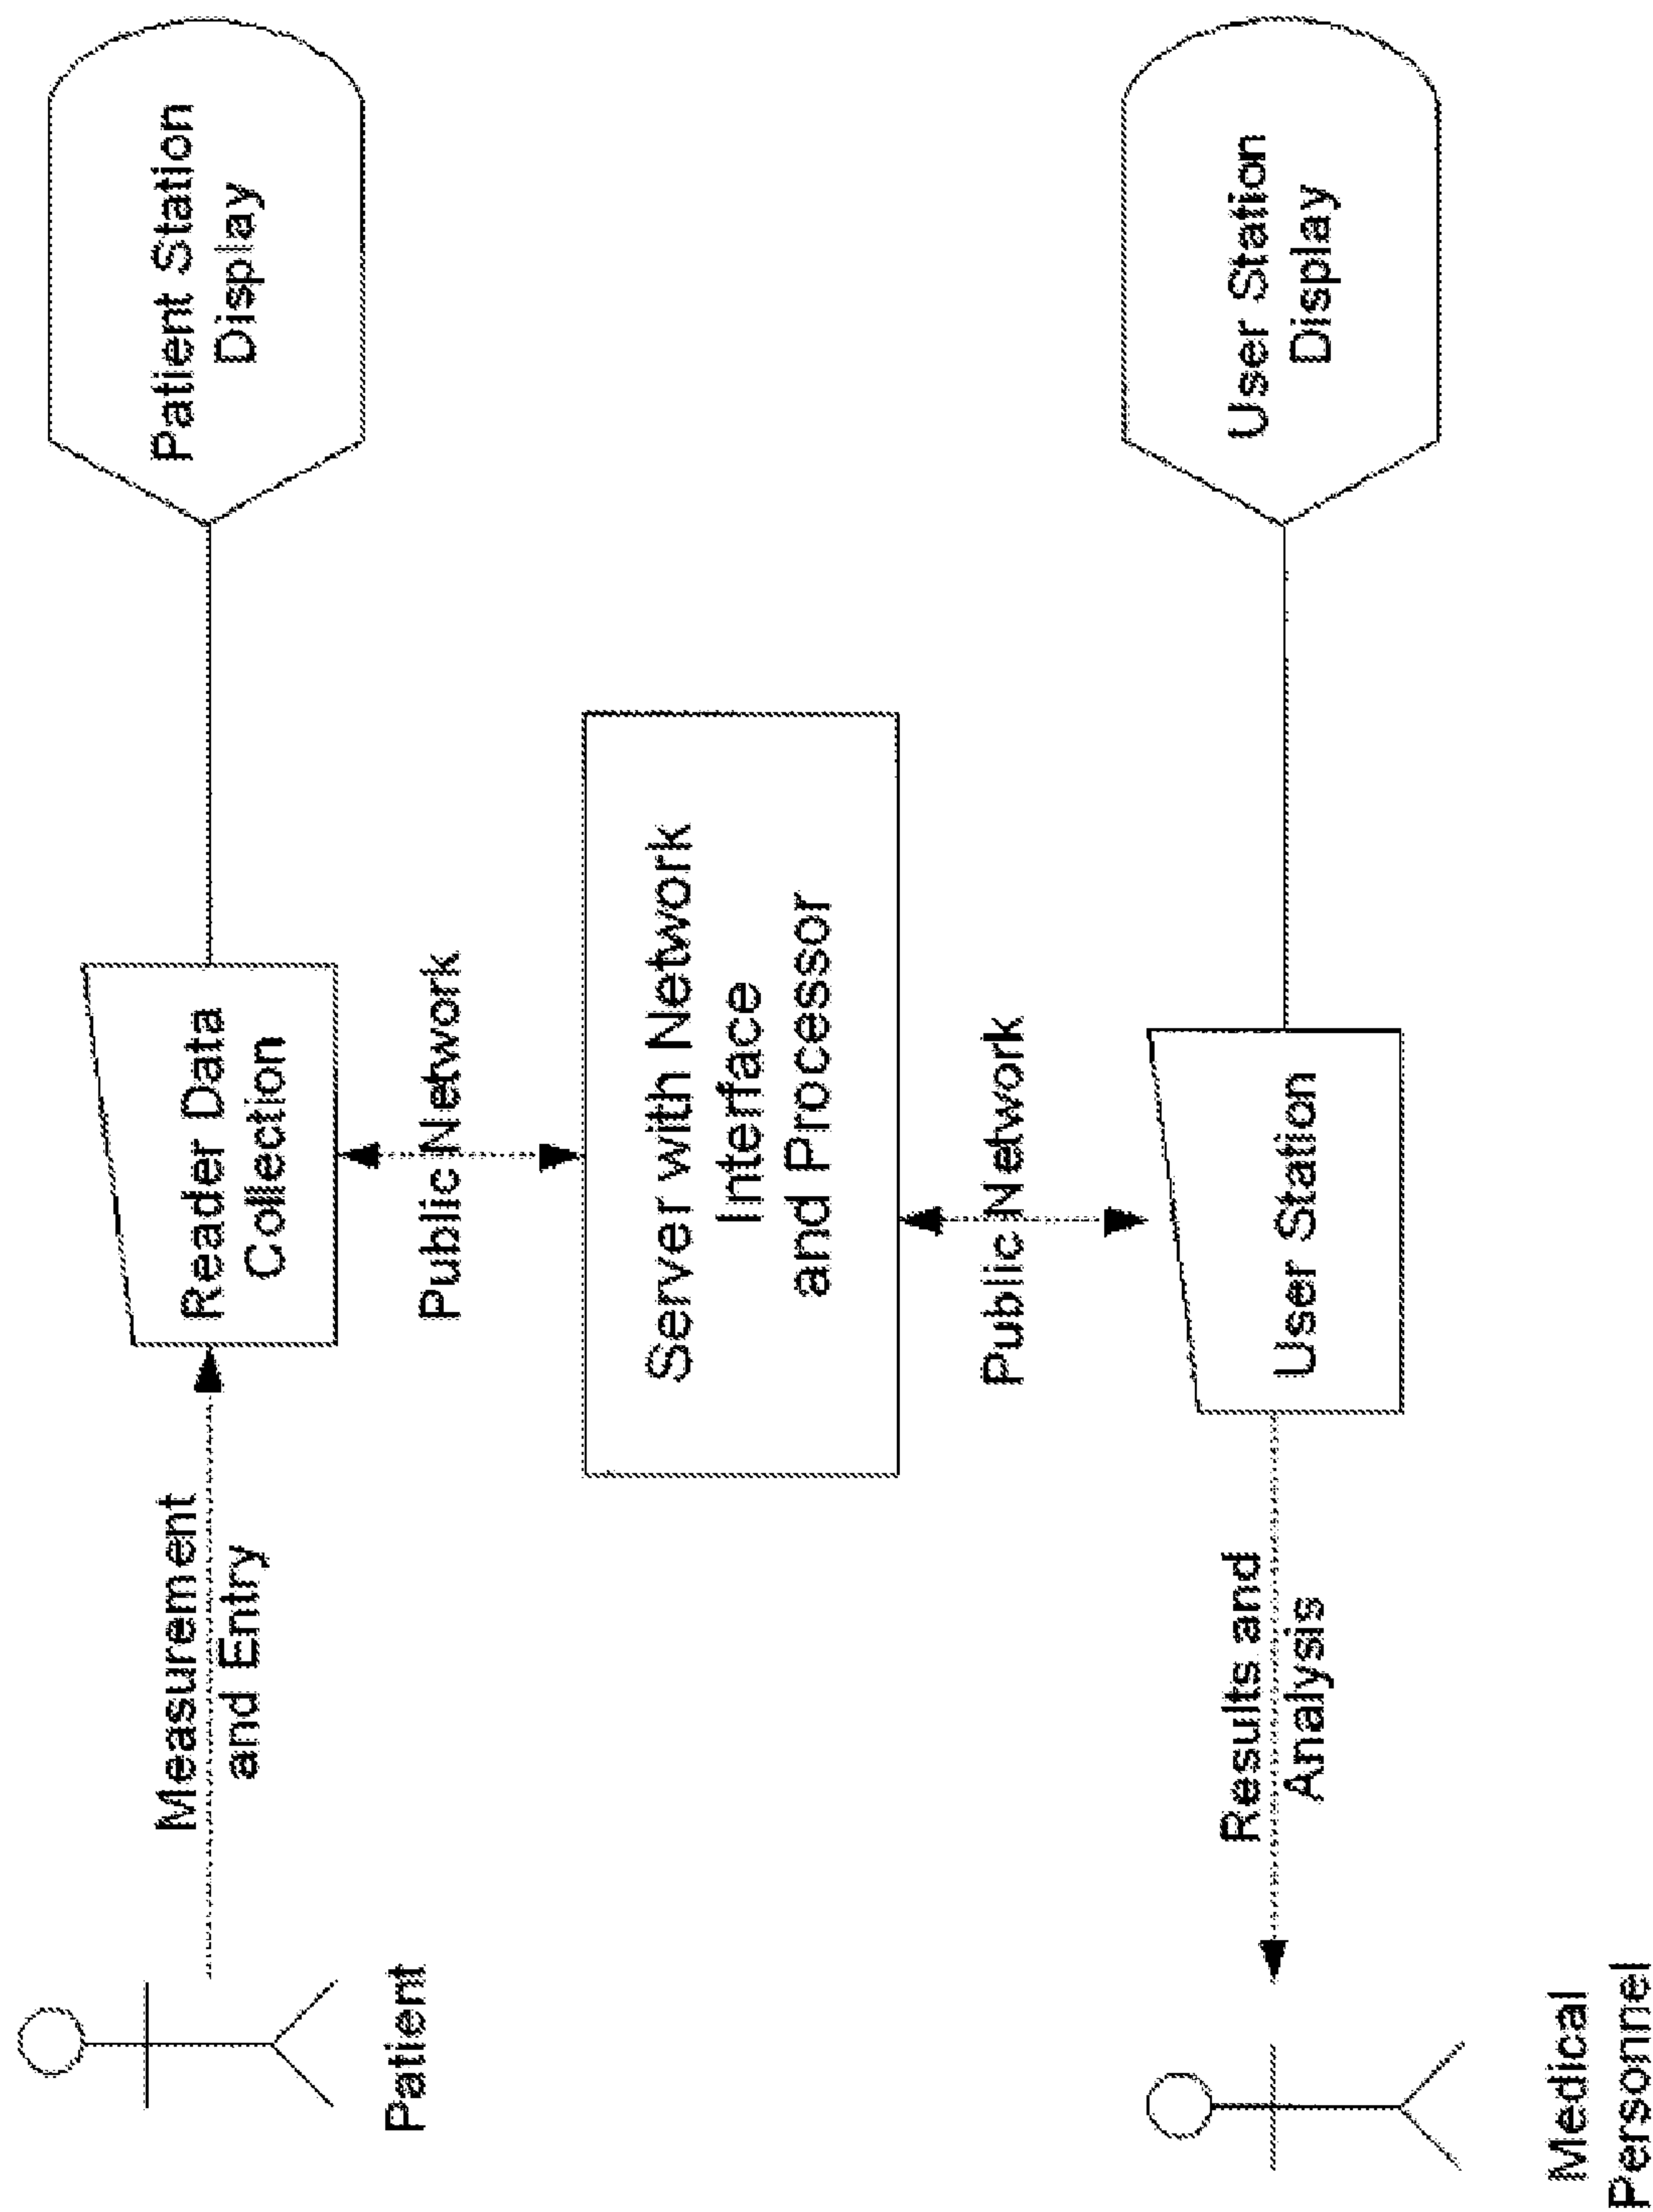 Patient
Measurement
and Entry
Reader Data
Collection
Patient Station
Display
Public Network
Server with Network
Interface
and Processor
Public Network
Medical
Personnel
Results and
Analysis
User Station
User Station
Display